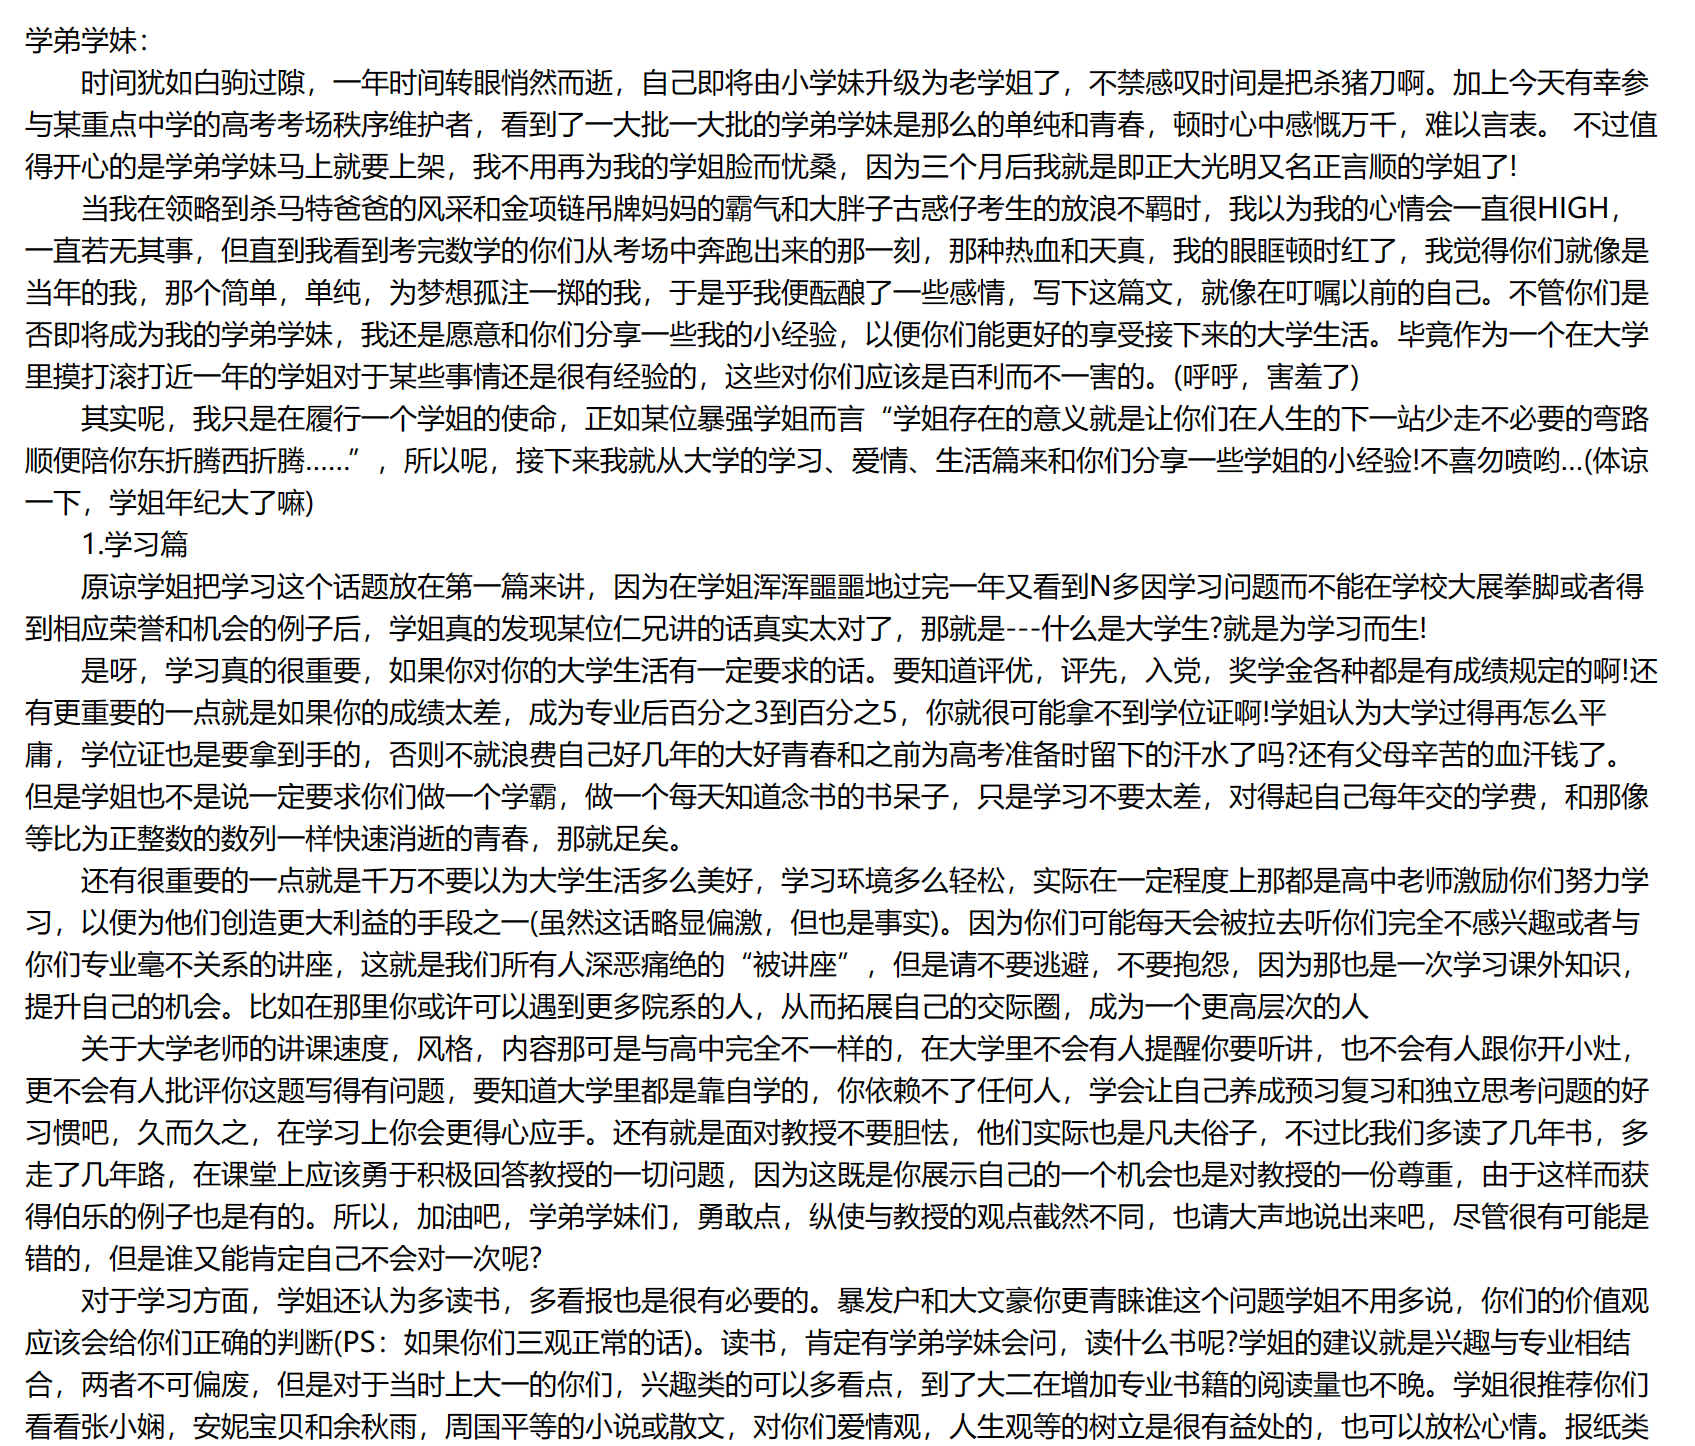 学弟学妹：
时间犹如白驹过隙，一年时间转眼悄然而逝，自己即将由小学妹升级为老学姐了，不禁感叹时间是把杀猪刀啊。加上今天有幸参
与某重点中学的高考考场秩序维护者，看到了一大批一大批的学弟学妹是那么的单纯和青春，顿时心中感慨万千，难以言表。 不过值
得开心的是学弟学妹马上就要上架，我不用再为我的学姐脸而忧桑，因为三个月后我就是即正大光明又名正言顺的学姐了!
当我在领略到杀马特爸爸的风采和金项链吊牌妈妈的霸气和大胖子古惑仔考生的放浪不羁时，我以为我的心情会一直很HIGH，
一直若无其事，但直到我看到考完数学的你们从考场中奔跑出来的那一刻，那种热血和天真，我的眼眶顿时红了，我觉得你们就像是
当年的我，那个简单，单纯，为梦想孤注一掷的我，于是乎我便酝酿了一些感情，写下这篇文，就像在叮嘱以前的自己。不管你们是
否即将成为我的学弟学妹，我还是愿意和你们分享一些我的小经验，以便你们能更好的享受接下来的大学生活。毕竟作为一个在大学
里摸打滚打近一年的学姐对于某些事情还是很有经验的，这些对你们应该是百利而不一害的。(呼呼，害羞了)
其实呢，我只是在履行一个学姐的使命，正如某位暴强学姐而言“学姐存在的意义就是让你们在人生的下一站少走不必要的弯路
顺便陪你东折腾西折腾......”，所以呢，接下来我就从大学的学习、爱情、生活篇来和你们分享一些学姐的小经验!不喜勿喷哟...(体谅
一下，学姐年纪大了嘛)
1.学习篇
原谅学姐把学习这个话题放在第一篇来讲，因为在学姐浑浑噩噩地过完一年又看到N多因学习问题而不能在学校大展拳脚或者得
到相应荣誉和机会的例子后，学姐真的发现某位仁兄讲的话真实太对了，那就是---什么是大学生?就是为学习而生!
是呀，学习真的很重要，如果你对你的大学生活有一定要求的话。要知道评优，评先，入党，奖学金各种都是有成绩规定的啊!还
有更重要的一点就是如果你的成绩太差，成为专业后百分之3到百分之5，你就很可能拿不到学位证啊!学姐认为大学过得再怎么平
庸，学位证也是要拿到手的，否则不就浪费自己好几年的大好青春和之前为高考准备时留下的汗水了吗?还有父母辛苦的血汗钱了。
但是学姐也不是说一定要求你们做一个学霸，做一个每天知道念书的书呆子，只是学习不要太差，对得起自己每年交的学费，和那像
等比为正整数的数列一样快速消逝的青春，那就足矣。
还有很重要的一点就是千万不要以为大学生活多么美好，学习环境多么轻松，实际在一定程度上那都是高中老师激励你们努力学
习，以便为他们创造更大利益的手段之一(虽然这话略显偏激，但也是事实)。因为你们可能每天会被拉去听你们完全不感兴趣或者与
你们专业毫不关系的讲座，这就是我们所有人深恶痛绝的“被讲座”，但是请不要逃避，不要抱怨，因为那也是一次学习课外知识，
提升自己的机会。比如在那里你或许可以遇到更多院系的人，从而拓展自己的交际圈，成为一个更高层次的人
关于大学老师的讲课速度，风格，内容那可是与高中完全不一样的，在大学里不会有人提醒你要听讲，也不会有人跟你开小灶，
更不会有人批评你这题写得有问题，要知道大学里都是靠自学的，你依赖不了任何人，学会让自己养成预习复习和独立思考问题的好
习惯吧，久而久之，在学习上你会更得心应手。还有就是面对教授不要胆怯，他们实际也是凡夫俗子，不过比我们多读了几年书，多
走了几年路，在课堂上应该勇于积极回答教授的一切问题，因为这既是你展示自己的一个机会也是对教授的一份尊重，由于这样而获
得伯乐的例子也是有的。所以，加油吧，学弟学妹们，勇敢点，纵使与教授的观点截然不同，也请大声地说出来吧，尽管很有可能是
错的，但是谁又能肯定自己不会对一次呢?
对于学习方面，学姐还认为多读书，多看报也是很有必要的。暴发户和大文豪你更青睐谁这个问题学姐不用多说，你们的价值观
应该会给你们正确的判断(PS：如果你们三观正常的话)。读书，肯定有学弟学妹会问，读什么书呢?学姐的建议就是兴趣与专业相结
合，两者不可偏废，但是对于当时上大一的你们，兴趣类的可以多看点，到了大二在增加专业书籍的阅读量也不晚。学姐很推荐你们
看看张小娴，安妮宝贝和余秋雨，周国平等的小说或散文，对你们爱情观，人生观等的树立是很有益处的，也可以放松心情。报纸类